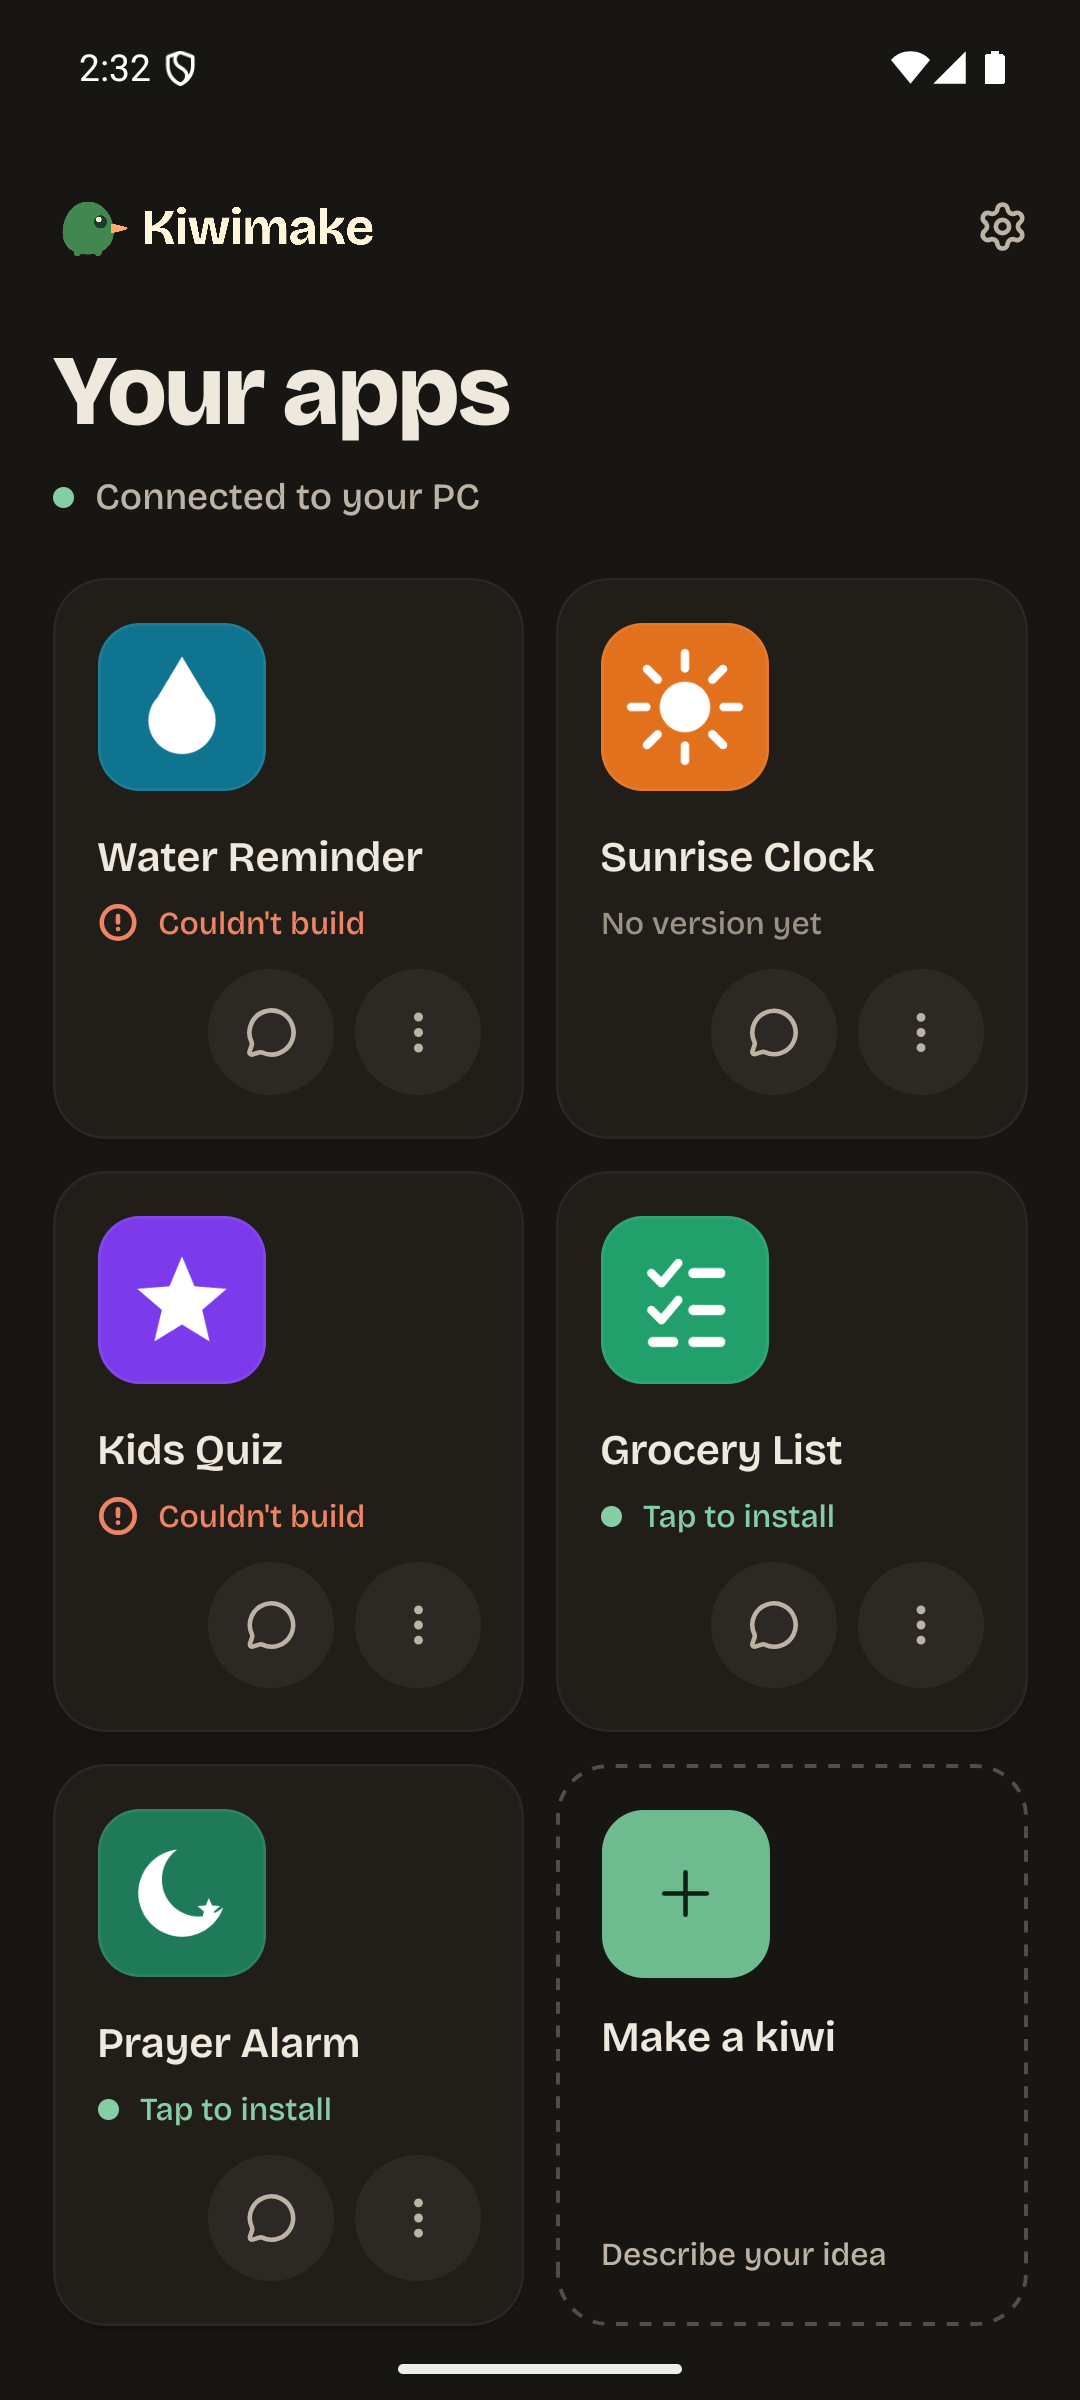 2:32
Kiwimake
Your apps
Connected to your PC
Water Reminder
Couldn't build
Sunrise Clock
No version yet
Kids Quiz
Couldn't build
Grocery List
Tap to install
Prayer Alarm
Tap to install
Make a kiwi
Describe your idea